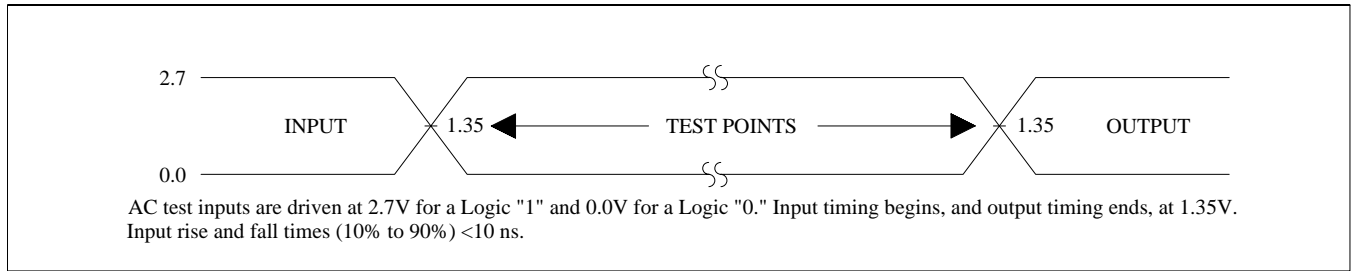 2.7
INPUT 1.35 TEST POINTS 1.35 OUTPUT
0.0
AC test inputs are driven at 2.7V for a Logic "1" and 0.0V for a Logic "0." Input timing begins, and output timing ends, at 1.35V.
Input rise and fall times (10% to 90%) <10 ns.